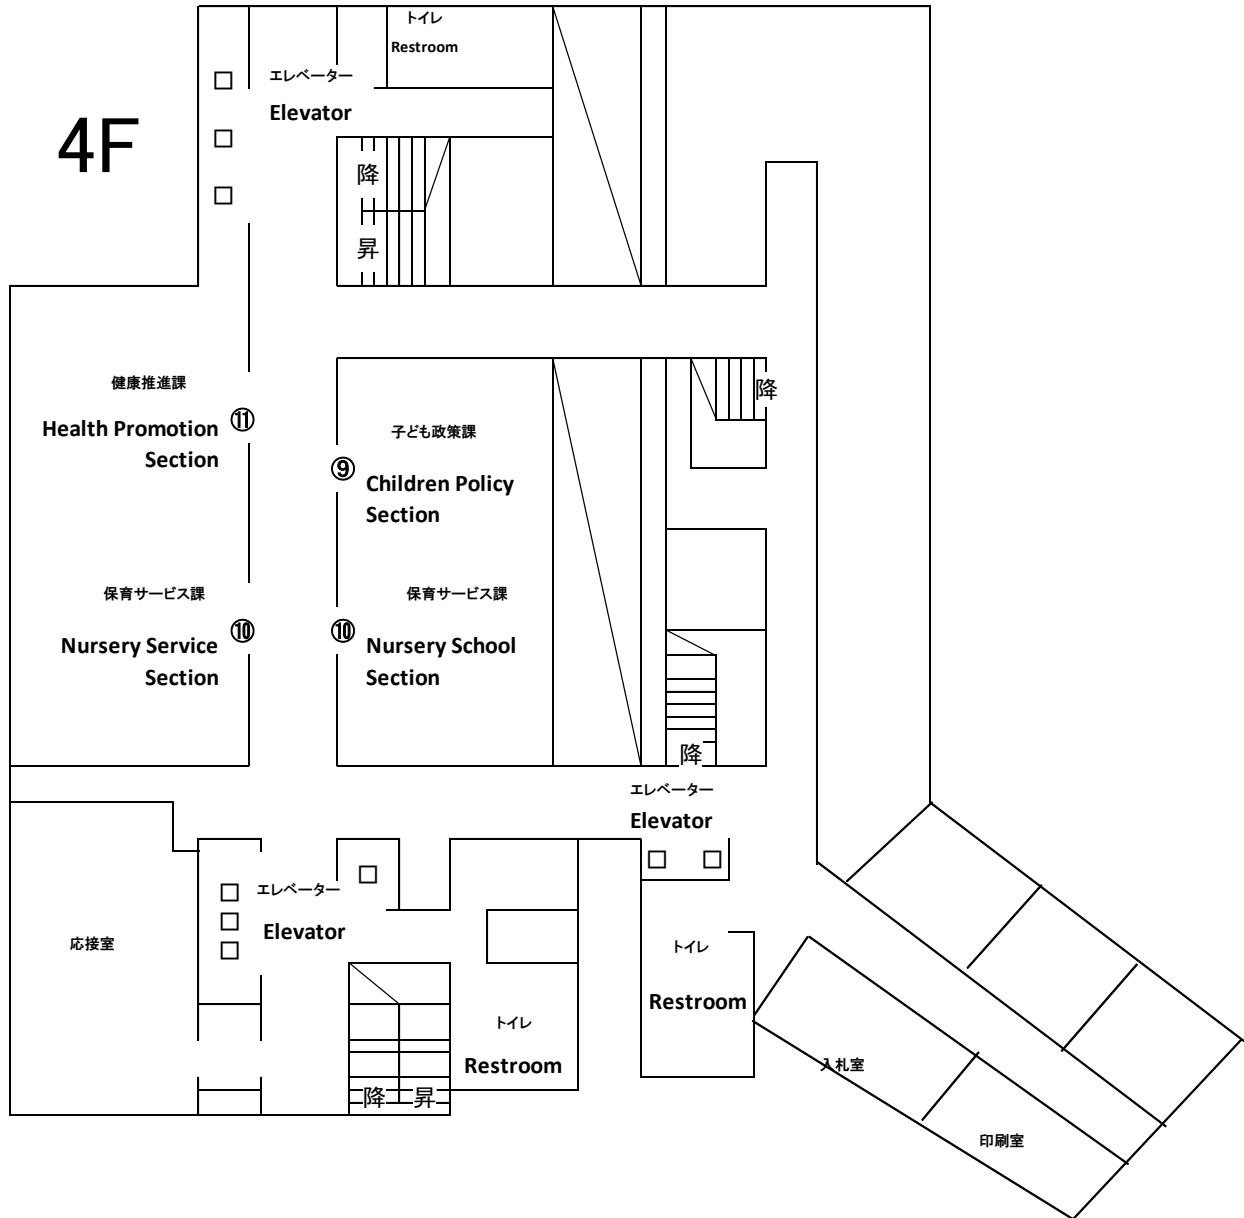 トイレ
Restroom
エレベーター
Elevator
4F
降
昇
健康推進課
Health Promotion
Section
⑪
子ども政策課
⑨
Children Policy
Section
降
保育サービス課
Nursery Service
Section
⑩
保育サービス課
⑩
Nursery School
Section
降
エレベーター
Elevator
エレベーター
Elevator
応接室
トイレ
Restroom
トイレ
Restroom
降
昇
入札室
印刷室